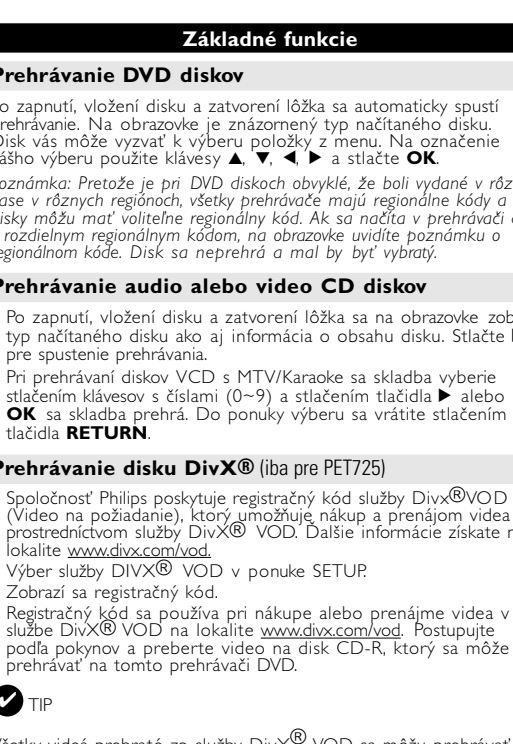 Základné funkcie
Prehrávanie DVD diskov
zapnutí, vložení disku a zatvorení lôžka sa automaticky spustí
prehrávanie. Na obrazovke je znázornený typ načítaného disku.
Disk vás môže vyzvať k výberu položky z menu. Na označenie
vášho výberu použite klávesy ▲, ▼, ◀, ▶ a stlačte OK.
Poznámka: Pretože je pri DVD diskoch obvyklé, že boli vydané v
čase v rôznych regiónoch, všetky prehrávače majú regionálne kódy a
disky môžu mať voliteľne regionálny kód. Ak sa načíta v prehrávači
rozdielnym regionálnym kódom, na obrazovke uvidíte poznámku o
regionálnom kóde. Disk sa neprehrá a mal by byť vybratý.
Prehrávanie audio alebo video CD diskov
Po zapnutí, vložení disku a zatvorení lôžka sa na obrazovke
typ načítaného disku ako aj informácia o obsahu disku. Stlačte
pre spustenie prehrávania.
Pri prehrávaní diskov VCD s MTV/Karaoke sa skladba vyberie
stlačením klávesov s číslami (0~9) a stlačením tlačidla ▶ alebo
OK sa skladba prehrá. Do ponuky výberu sa vrátite stlačením
tlačidla RETURN.
Prehrávanie disku DivX® (iba pre PET725)
Spoločnosť Philips poskytuje registračný kód služby Divx®VOD
(Video na požiadanie), ktorý umožňuje nákup a prenájom videa
prostredníctvom služby DivX® VOD. Ďalšie informácie získate
lokalite www.divx.com/vod.
Výber služby DIVX® VOD v ponuke SETUP.
Zobrazí sa registračný kód.
Registračný kód sa používa pri nákupe alebo prenájme videa v
službe DivX® VOD na lokalite www.divx.com/vod. Postupujte
podľa pokynov a preberte video na disk CD-R, ktorý sa môže
prehrávať na tomto prehrávači DVD.
TIP
Všetky videá prebraté zo služby DivX® VOD sa môžu prehrávať